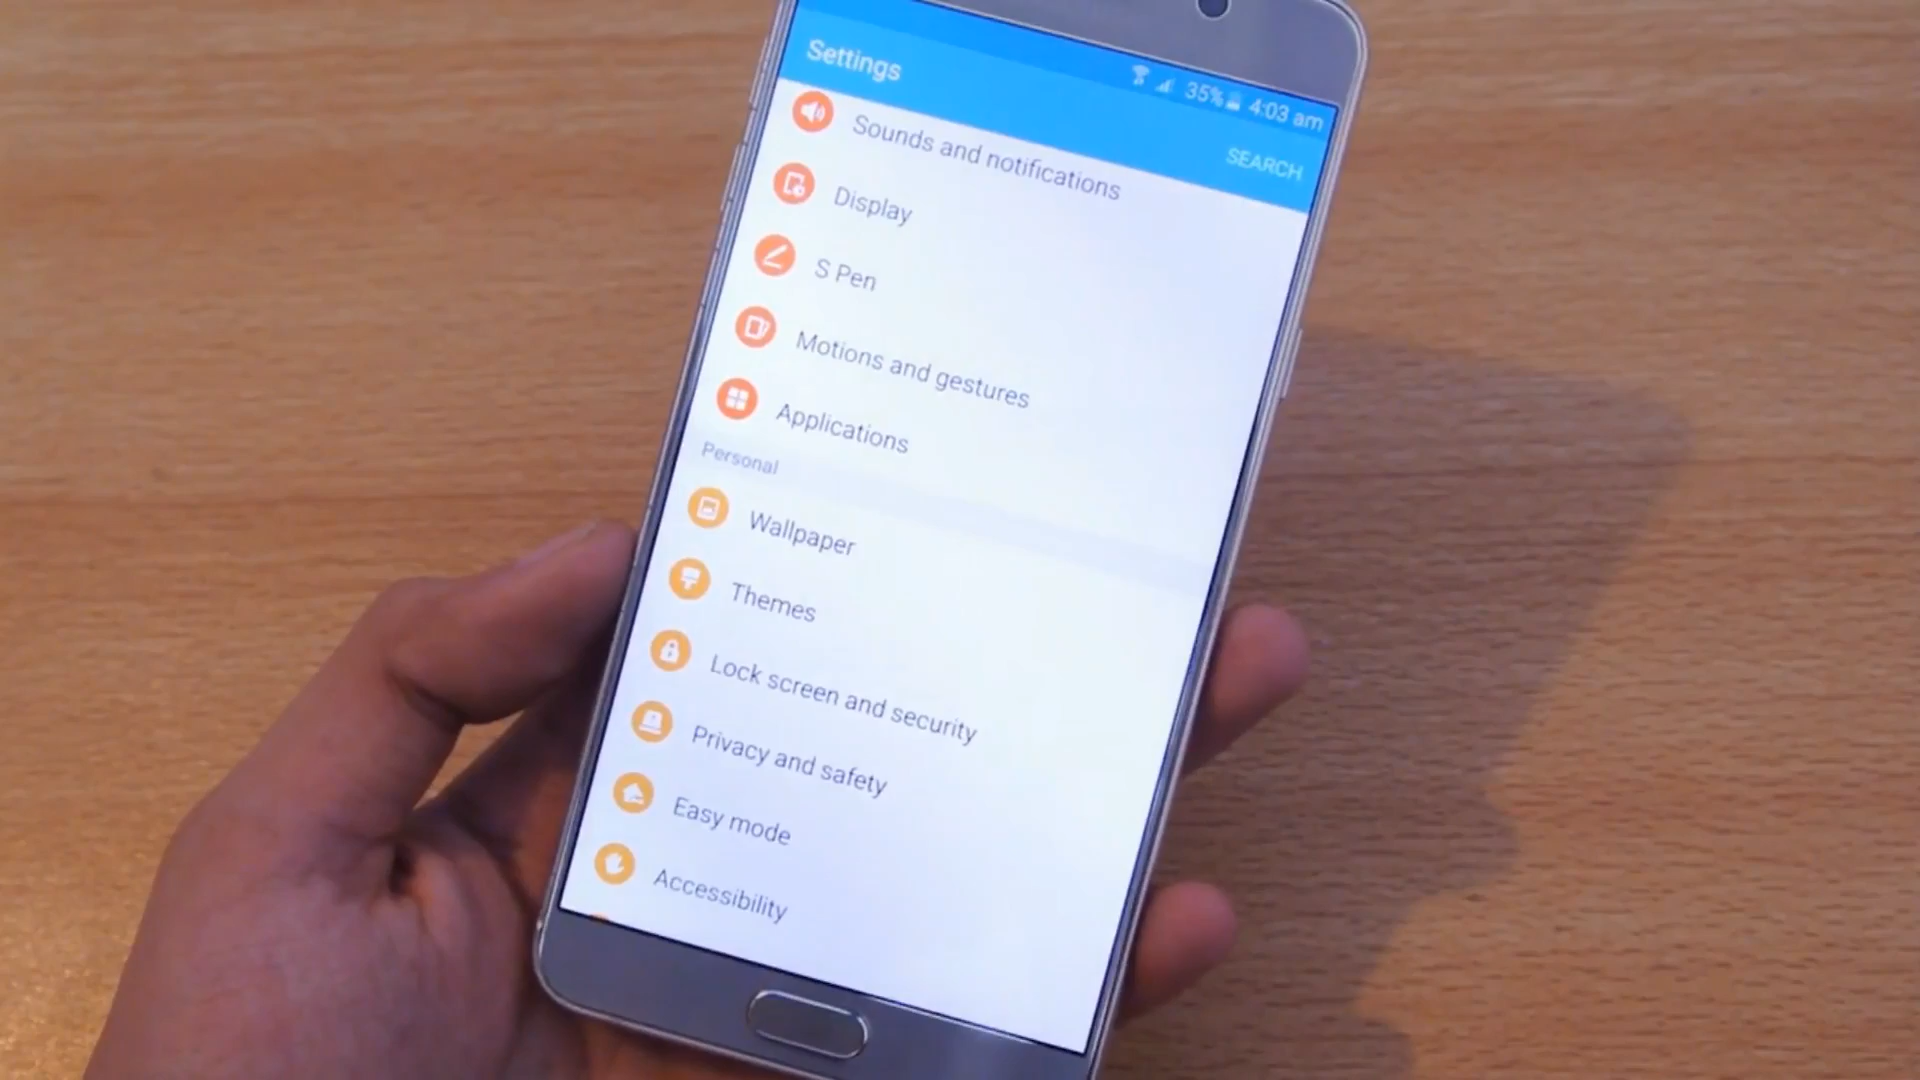 35% 4:03 am
Settings
SEARCH
Sounds and notifications
Display
S Pen
Motions and gestures
Applications
Personal
Wallpaper
Themes
Lock screen and security
Privacy and safety
Easy mode
Accessibility